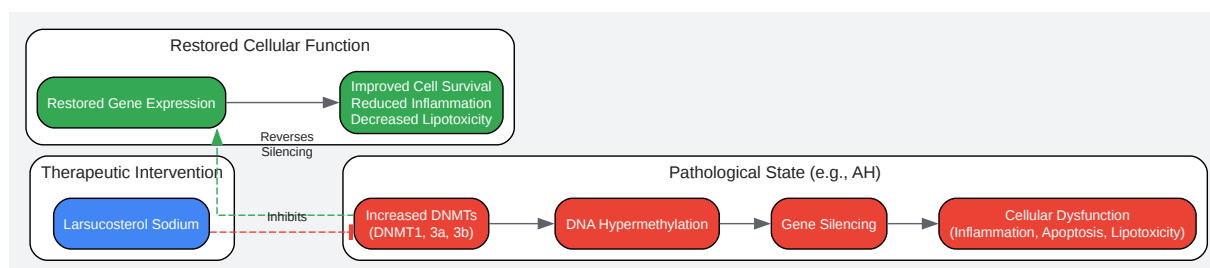 Restored Cellular Function
Restored Gene Expression
Improved Cell Survival
Reduced Inflammation
Decreased Lipotoxicity
Reverses
Silencing
Therapeutic Intervention
Larsucosterol Sodium
Inhibits
Pathological State (e.g., AH)
Increased DNMTs
(DNMT1, 3a, 3b)
DNA Hypermethylation
Gene Silencing
Cellular Dysfunction
(Inflammation, Apoptosis, Lipotoxicity)